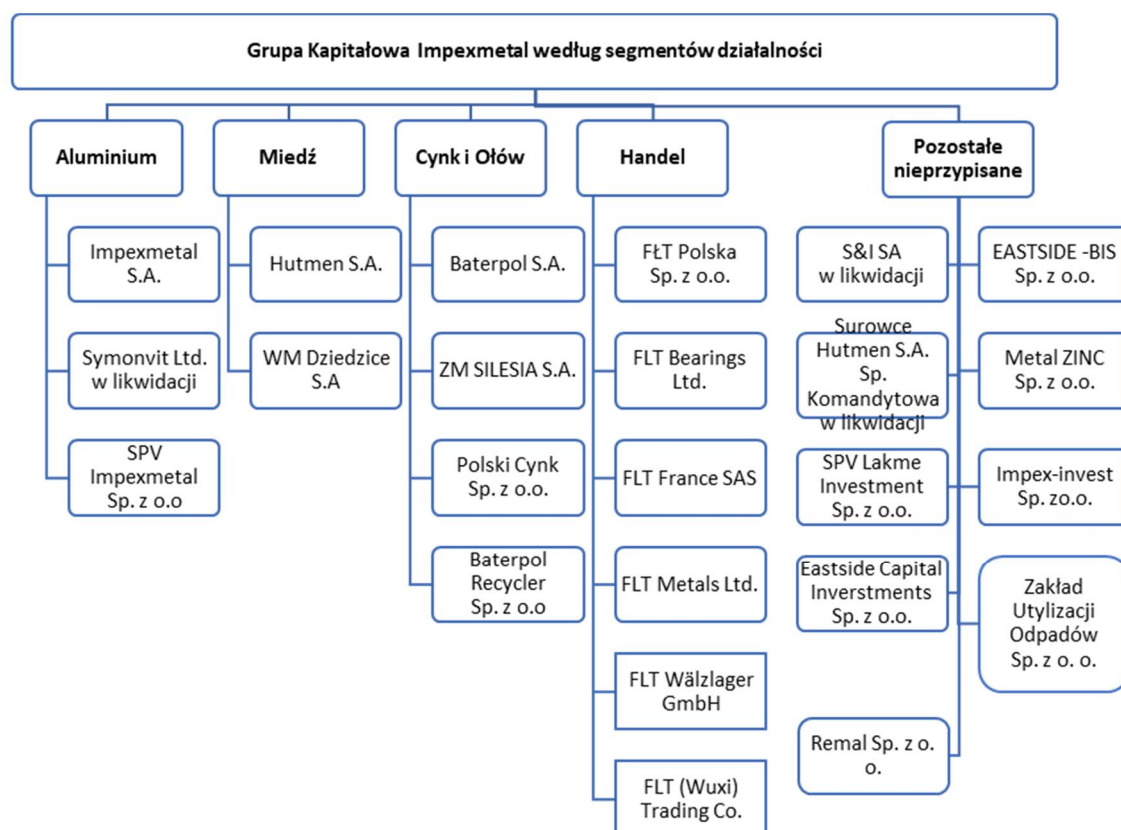 Grupa Kapitałowa Impexmetal według segmentów działalności
Aluminium
Miedź
Cynk i Ołów
Handel
Pozostałe
nieprzypisane
Impexmetal
S.A.
Symonvit Ltd.
w likwidacji
SPV
Impexmetal
Sp. z o.o
Hutmen S.A.
WM Dziedzice
S.A
Baterpol S.A.
ZM SILESIA S.A.
Polski Cynk
Sp. z o.o.
Baterpol
Recycler
Sp. z o.o
FŁT Polska
Sp. z o.o.
FLT Bearings
Ltd.
FLT France SAS
FLT Metals Ltd.
FLT Wälzlager
GmbH
FLT (Wuxi)
Trading Co.
S&I SA
w likwidacji
Surowce
Hutmen S.A.
Sp.
Komandytowa
w likwidacji
SPV Lakme
Investment
Sp. z o.o.
Eastside Capital
Inverstments
Sp. z o.o.
Remal Sp. z o.
o.
EASTSIDE -BIS
Sp. z o.o.
Metal ZINC
Sp. z o.o.
Impex-invest
Sp. zo.o.
Zakład
Utylizacji
Odpadów
Sp. z o. o.